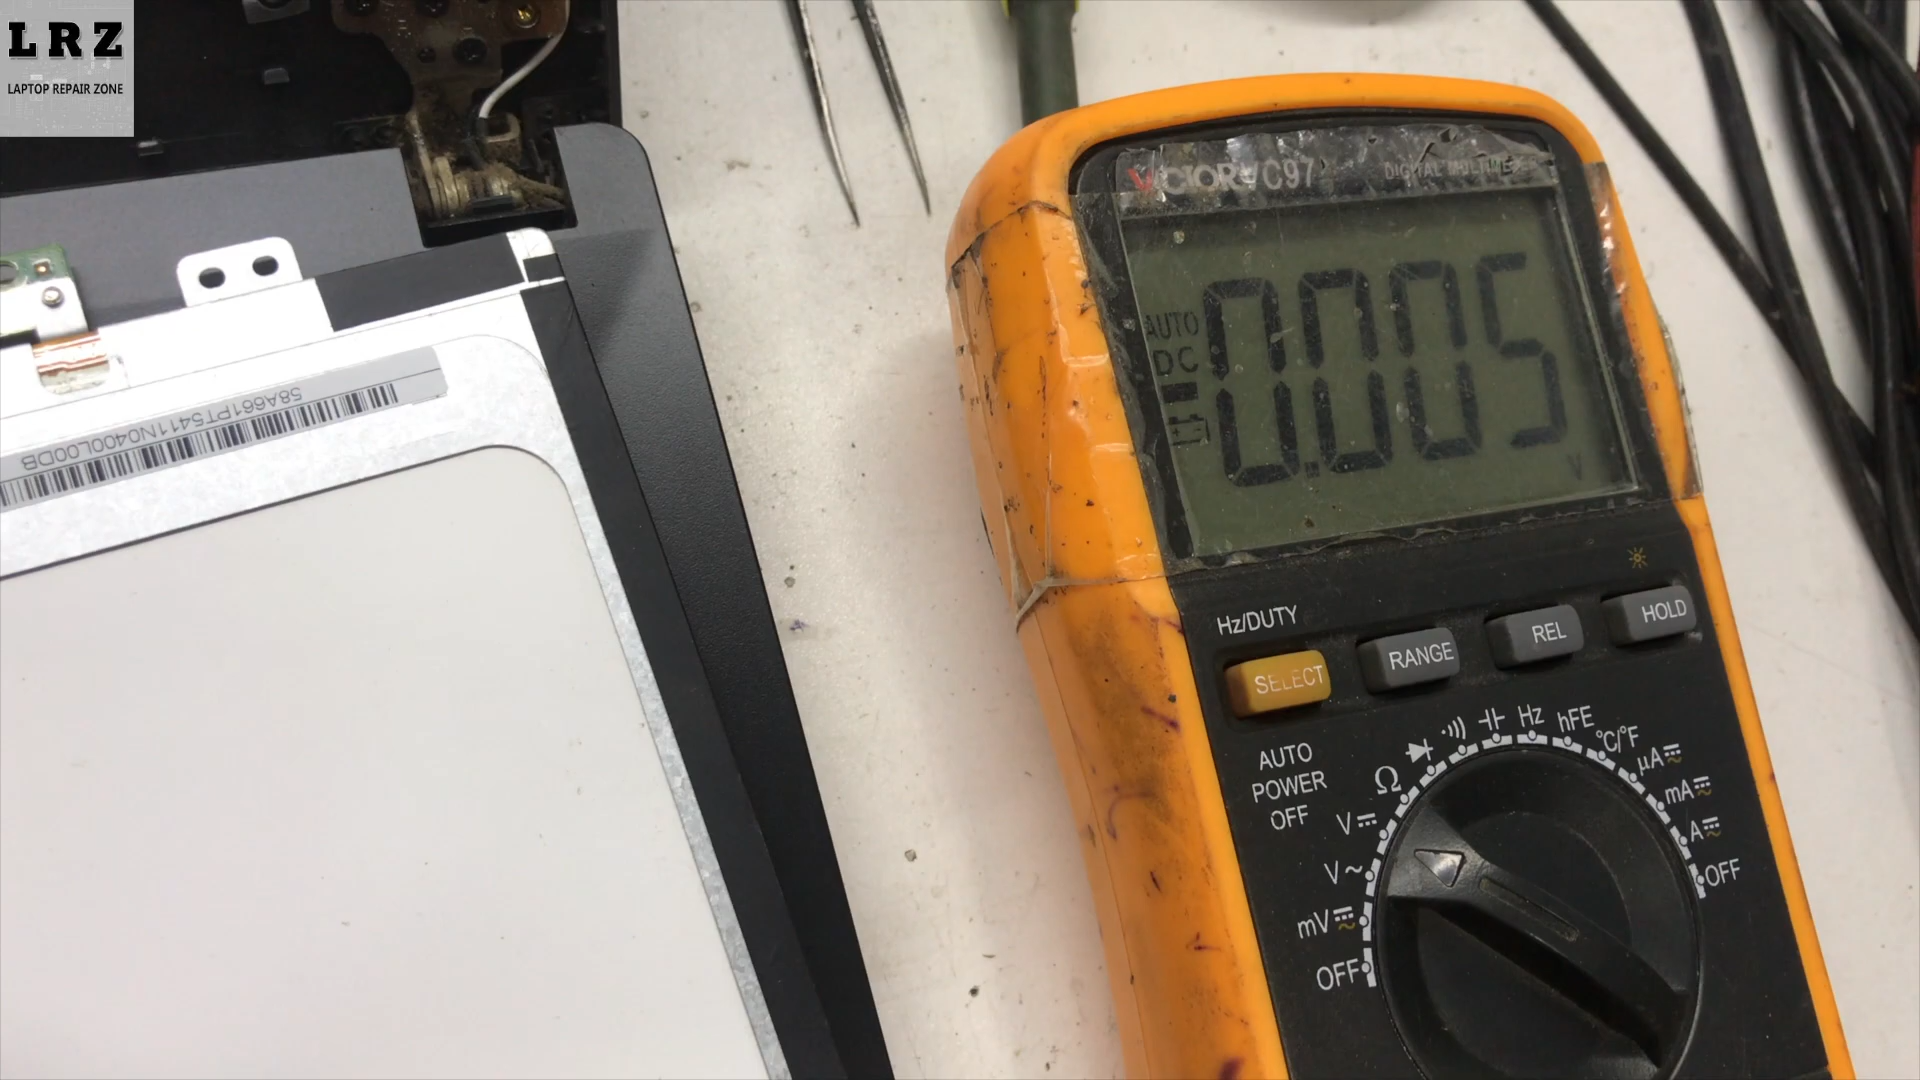 LRZ
LAPTOP REPAIR ZONE
58A661PT5411N0400L00DB
VICTOR VC97
DIGITAL MULTIMETER
AUTO
DC
0.005
V
Hz/DUTY
SELECT
RANGE
REL
HOLD
AUTO
POWER
OFF
OFF
mV
V~
V
Ω
Hz
hFE
°C/°F
μA
mA
A
OFF